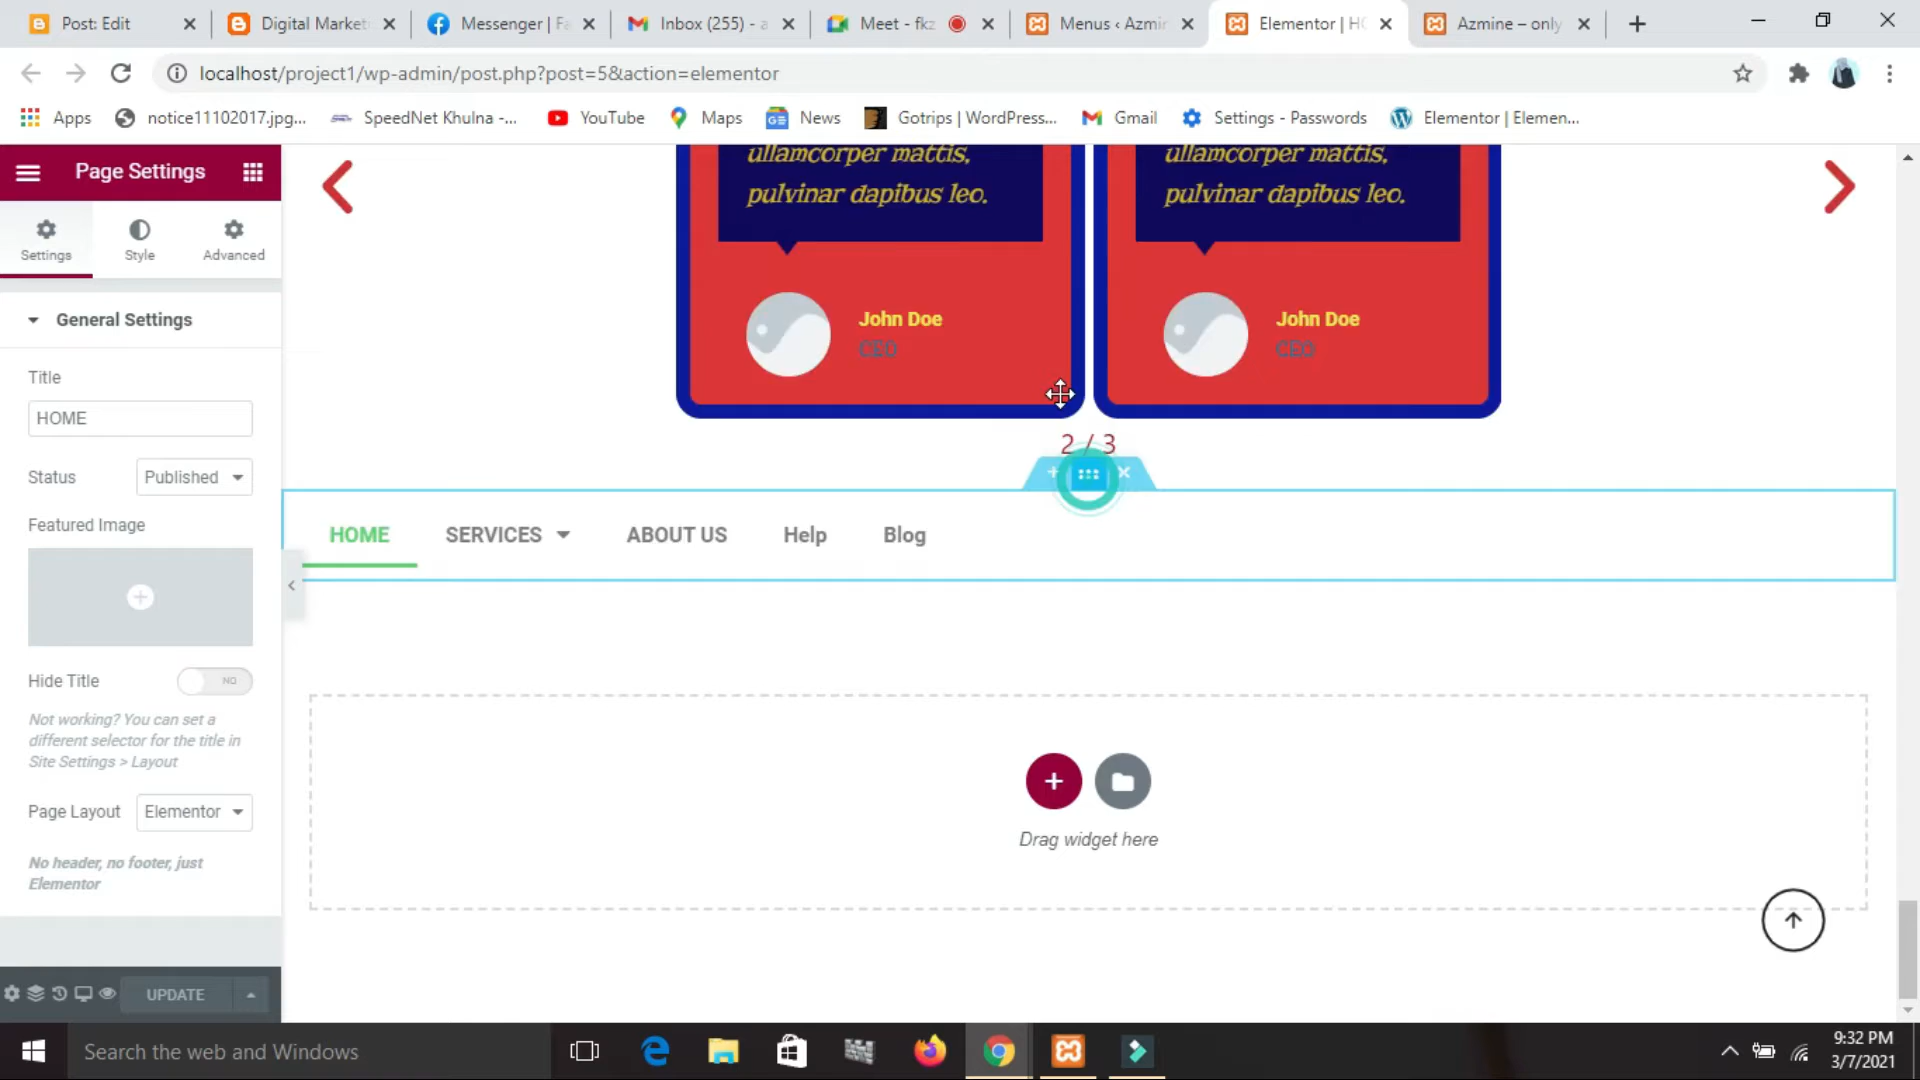 Post: Edit
Digital Market
Messenger | Fa
Inbox (255) - a
Meet - fkz
Menus ‹ Azmin
Elementor | HO
Azmine – only
localhost/project1/wp-admin/post.php?post=5&action=elementor
Apps
notice11102017.jpg...
SpeedNet Khulna -...
YouTube
Maps
News
Gotrips | WordPress...
Gmail
Settings - Passwords
Elementor | Elemen...
Page Settings
Settings
Style
Advanced
General Settings
Title
HOME
Status
Published
Featured Image
Hide Title
NO
Not working? You can set a
different selector for the title in
Site Settings > Layout
Page Layout
Elementor
No header, no footer, just
Elementor
UPDATE
ullamcorper mattis,
pulvinar dapibus leo.
John Doe
CEO
ullamcorper mattis,
pulvinar dapibus leo.
John Doe
CEO
2 / 3
HOME
SERVICES
ABOUT US
Help
Blog
Drag widget here
Search the web and Windows
9:32 PM
3/7/2021